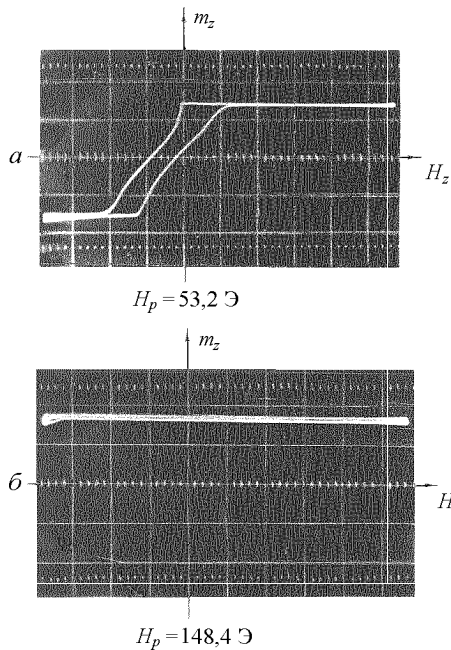 m_z
а
H_z
H_p = 53,2 Э
m_z
б
H
H_p = 148,4 Э